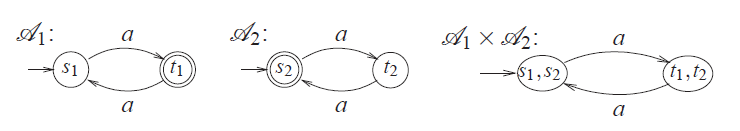 𝒜₁: a 𝒜₂: a 𝒜₁ × 𝒜₂: a
s₁ t₁ s₂ t₂ s₁, s₂ t₁, t₂
a a a